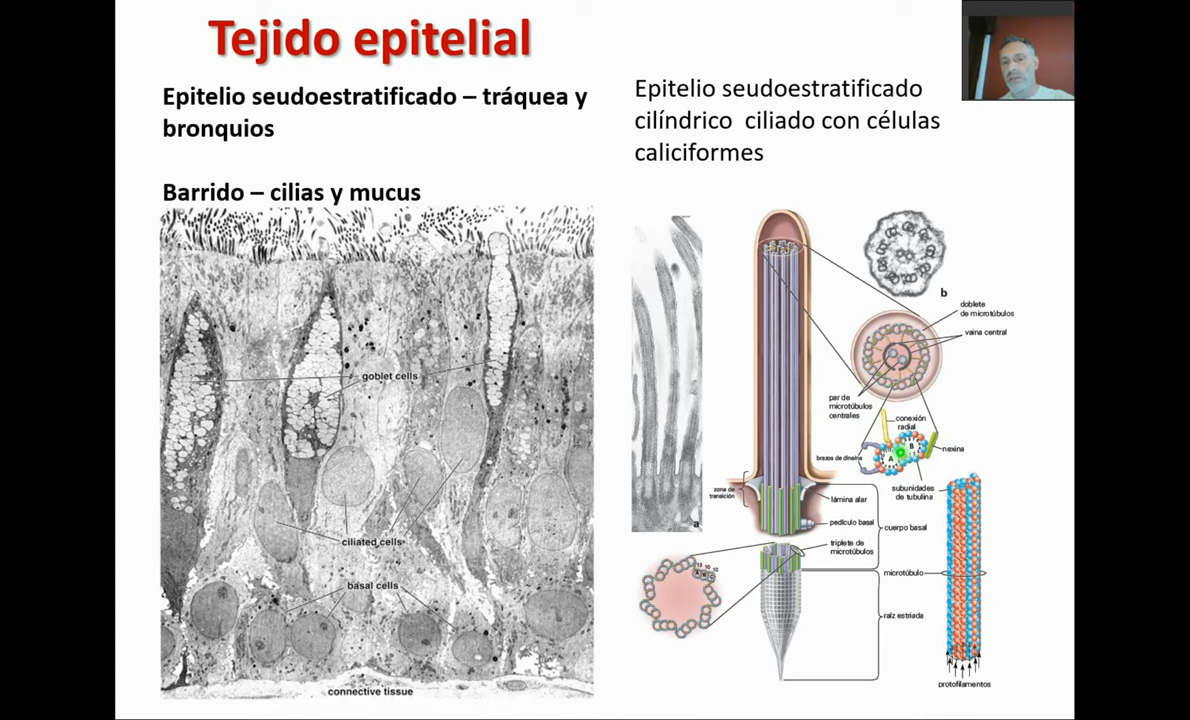 Tejido epitelial
Epitelio seudoestratificado – tráquea y
bronquios
Barrido – cilias y mucus
Epitelio seudoestratificado
cilíndrico ciliado con células
caliciformes
goblet cells
ciliated cells
basal cells
connective tissue
a
b
doblete
de microtúbulos
vaina central
par de
microtúbulos
centrales
conexión
radial
brazos de dineína
A
B
nexina
subunidades
de tubulina
zona de
transición
lámina alar
pedículo basal
cuerpo basal
triplete de
microtúbulos
13 10 10
A B C
microtúbulo
raíz estriada
protofilamentos